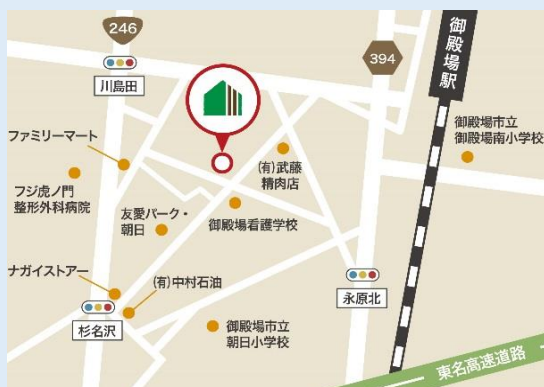 246
川島田
394
御殿場駅
御殿場市立
御殿場南小学校
ファミリーマート
(有)武藤
精肉店
フジ虎ノ門
整形外科病院
友愛パーク・
朝日
御殿場看護学校
ナガイストアー
(有)中村石油
杉名沢
永原北
御殿場市立
朝日小学校
東名高速道路